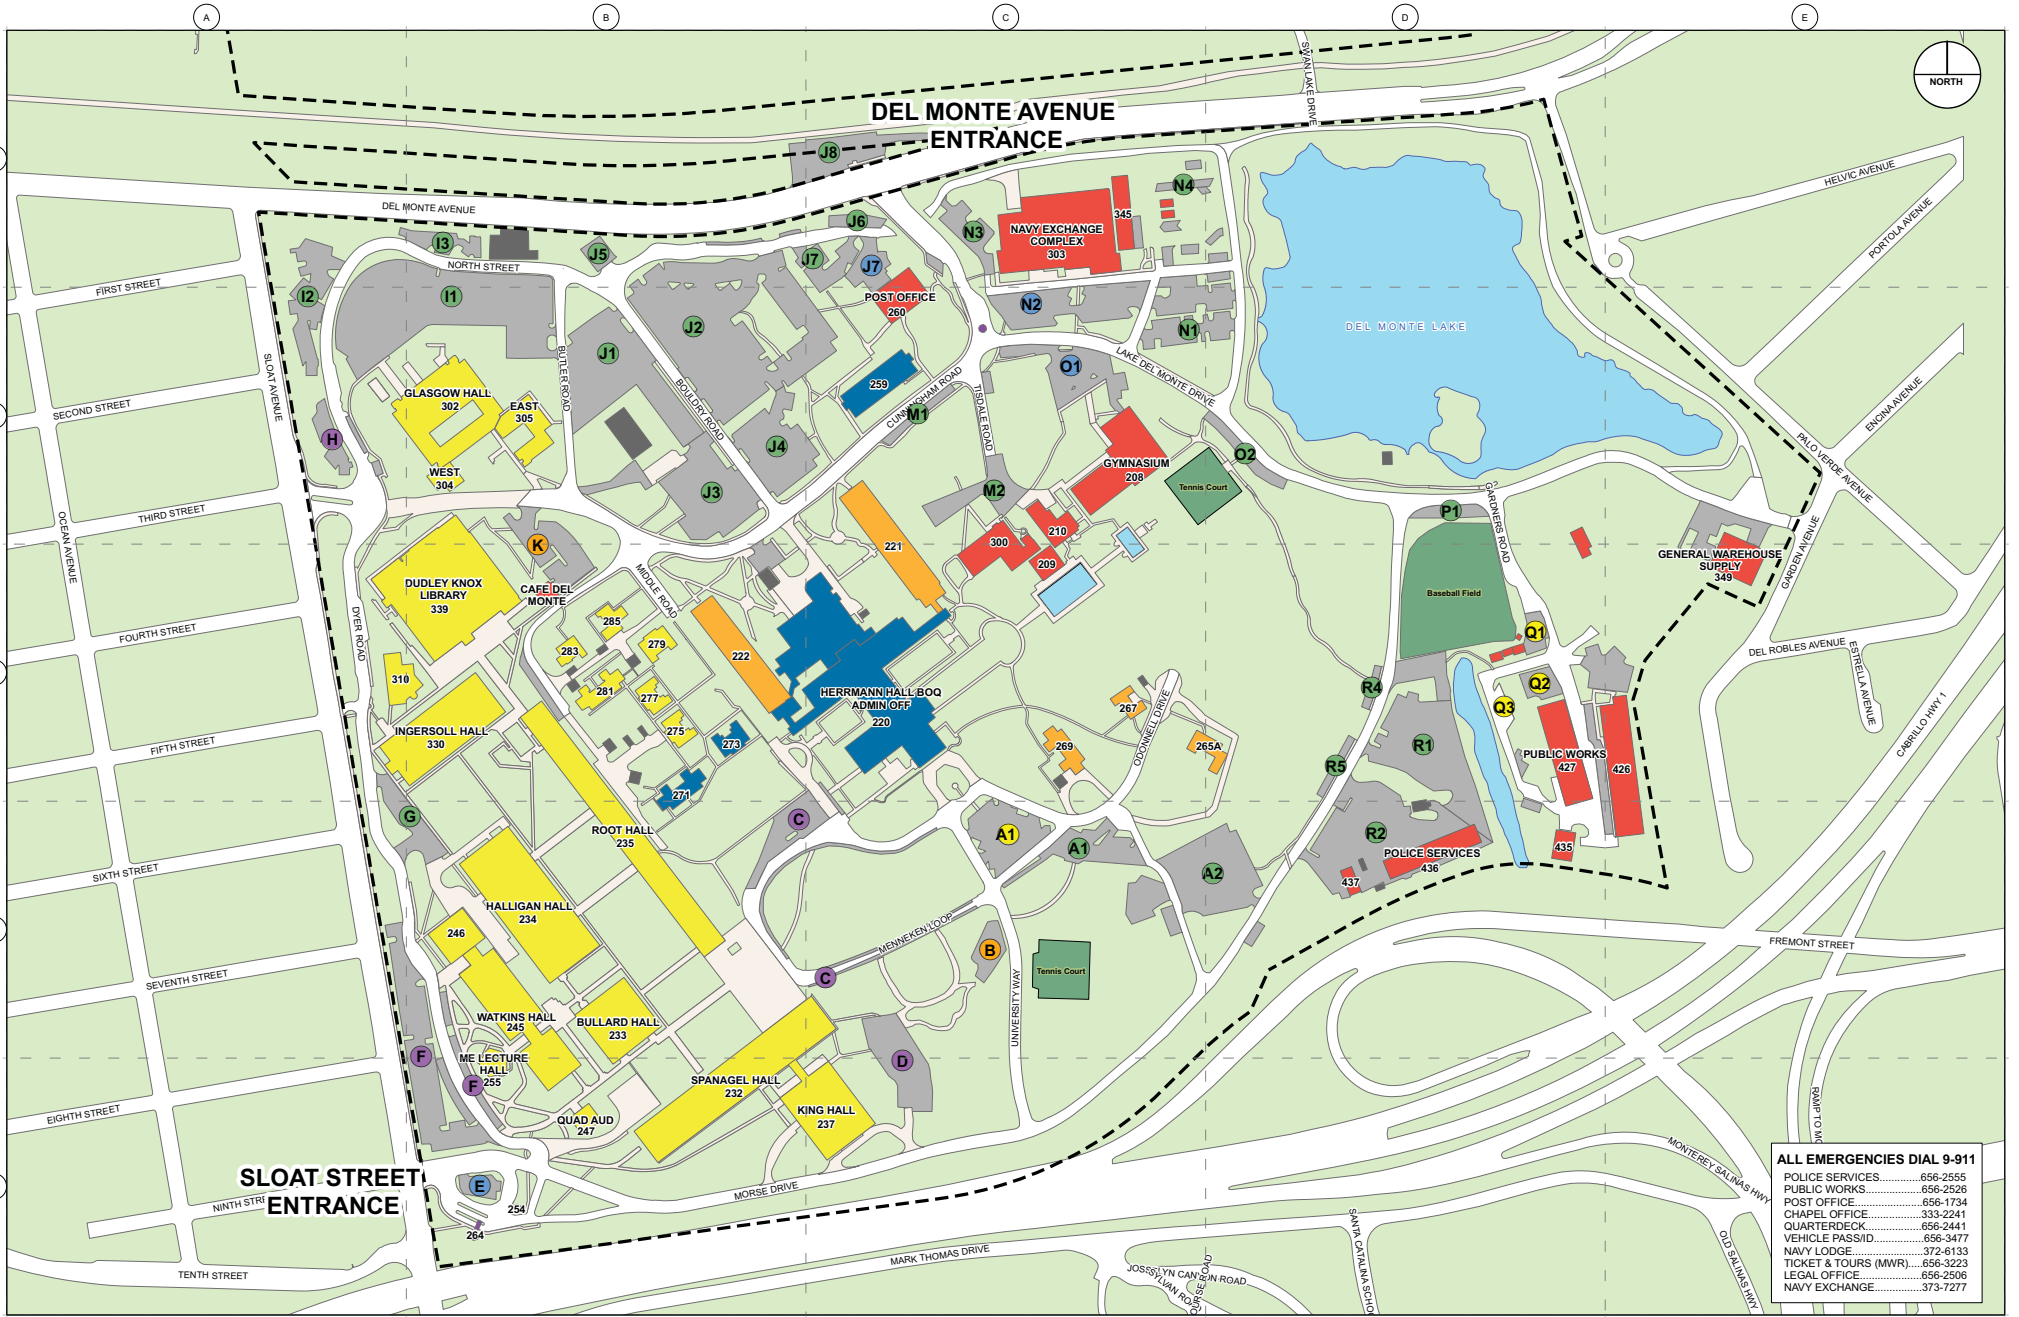 A
B
C
D
E
NORTH
DEL MONTE AVENUE
ENTRANCE
SWAN LAKE DRIVE
J8
N4
HELVIC AVENUE
DEL MONTE AVENUE
J6
345
PORTOLA AVENUE
I3
J5
J7
J7
N3
NAVY EXCHANGE
COMPLEX
303
NORTH STREET
FIRST STREET
I2
I1
POST OFFICE
260
N2
N1
J2
DEL MONTE LAKE
J1
SLOAT AVENUE
BUTLER ROAD
BOULDRY ROAD
259
CUNNINGHAM ROAD
TISDALE ROAD
O1
LAKE DEL MONTE DRIVE
GLASGOW HALL
302
EAST
305
SECOND STREET
M1
ENCINA AVENUE
H
J4
O2
PALO VERDE AVENUE
WEST
304
GYMNASIUM
208
J3
M2
Tennis Court
GARDNERS ROAD
P1
THIRD STREET
OCEAN AVENUE
K
221
300
210
209
GENERAL WAREHOUSE
SUPPLY
349
GARDEN AVENUE
DUDLEY KNOX
LIBRARY
339
CAFE DEL
MONTE
MIDDLE ROAD
Baseball Field
DYER ROAD
FOURTH STREET
285
283
279
222
Q1
DEL ROBLES AVENUE
ESTRELLA AVENUE
310
281
277
HERRMANN HALL BOQ
ADMIN OFF
220
R4
Q2
Q3
267
ODONNELL DRIVE
INGERSOLL HALL
330
275
273
269
265A
R1
PUBLIC WORKS
427
426
CABRILLO HWY 1
FIFTH STREET
R5
271
G
ROOT HALL
235
C
A1
A1
R2
POLICE SERVICES
436
435
437
A2
SIXTH STREET
HALLIGAN HALL
234
246
MENNEKEN LOOP
B
FREMONT STREET
SEVENTH STREET
C
Tennis Court
UNIVERSITY WAY
WATKINS HALL
245
BULLARD HALL
233
F
ME LECTURE
HALL
255
F
D
SPANAGEL HALL
232
KING HALL
237
QUAD AUD
247
EIGHTH STREET
SLOAT STREET
ENTRANCE
E
254
264
MORSE DRIVE
TENTH STREET
MARK THOMAS DRIVE
MONTEREY SALINAS HWY
OLD SALINAS HWY
ALL EMERGENCIES DIAL 9-911
POLICE SERVICES..............656-2555
PUBLIC WORKS..................656-2526
POST OFFICE.......................656-1734
CHAPEL OFFICE..................333-2241
QUARTERDECK...................656-2441
VEHICLE PASS/ID.................656-3477
NAVY LODGE......................372-6133
TICKET & TOURS (MWR).....656-3223
LEGAL OFFICE.....................656-2506
NAVY EXCHANGE................373-7277